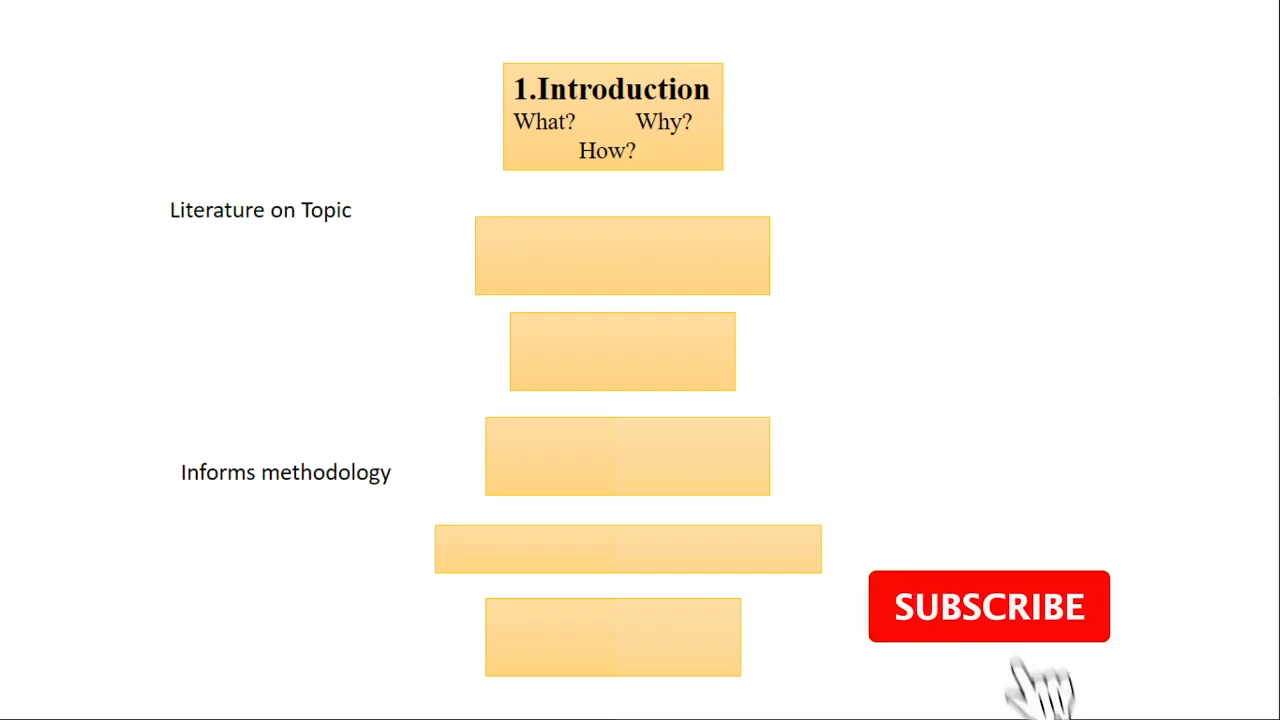 1.Introduction
What? Why?
How?
Literature on Topic
Informs methodology
SUBSCRIBE